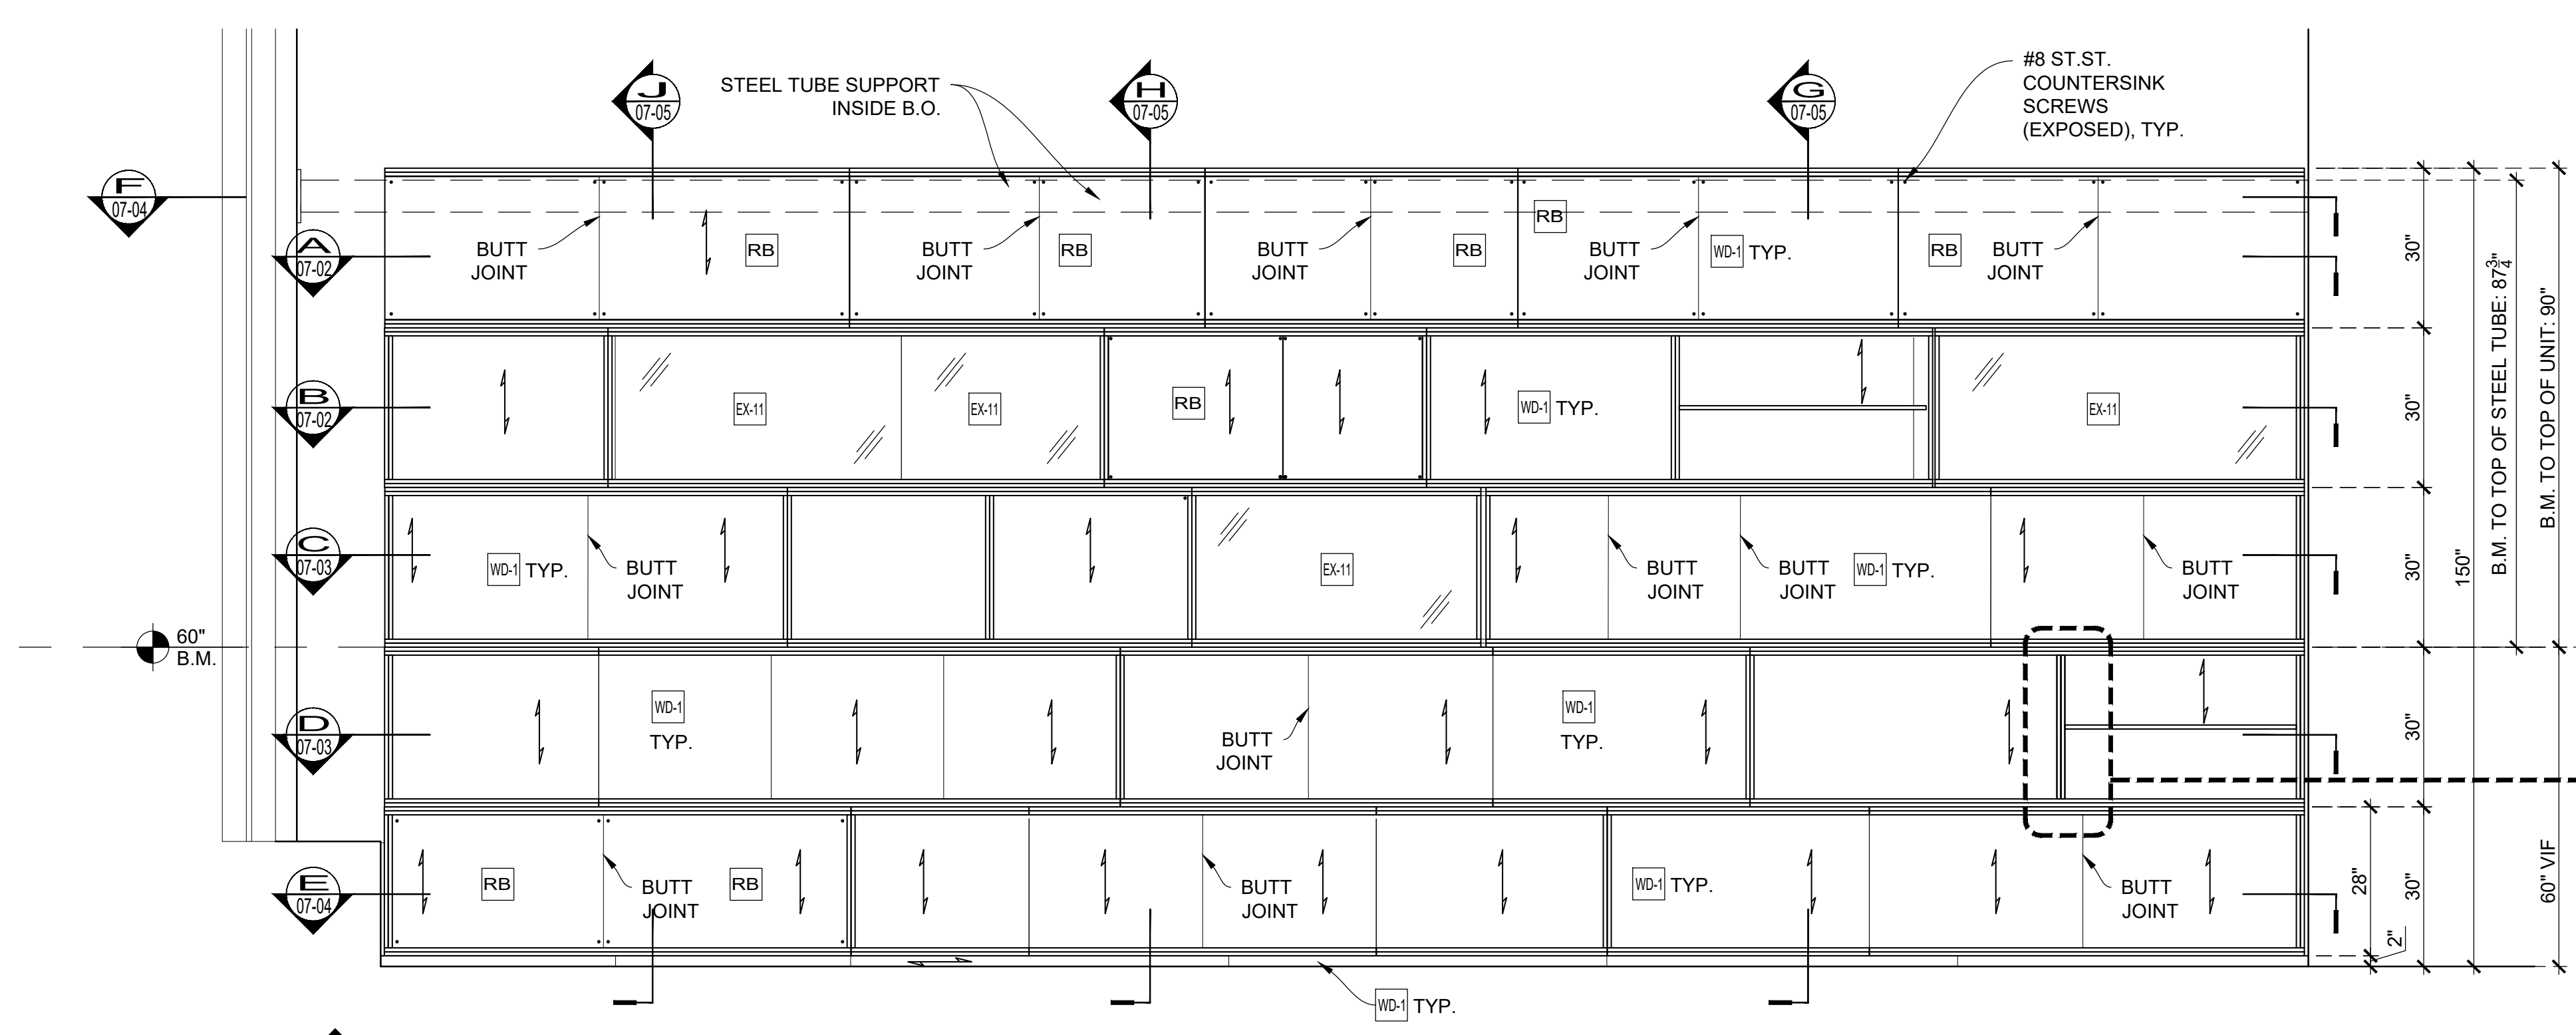 #8 ST.ST.
COUNTERSINK
SCREWS
(EXPOSED), TYP.
STEEL TUBE SUPPORT
INSIDE B.O.
J
07-05
H
07-05
G
07-05
F
07-04
A
07-02
BUTT
JOINT
RB
BUTT
JOINT
RB
BUTT
JOINT
RB
RB
BUTT
JOINT
WD-1 TYP.
RB
BUTT
JOINT
30"
B
07-02
EX-11
EX-11
RB
WD-1 TYP.
EX-11
30"
C
07-03
WD-1 TYP.
BUTT
JOINT
EX-11
BUTT
JOINT
BUTT
JOINT
WD-1 TYP.
BUTT
JOINT
30"
150"
B.M. TO TOP OF STEEL TUBE: 87¾"
B.M. TO TOP OF UNIT: 90"
60"
B.M.
D
07-03
WD-1
TYP.
BUTT
JOINT
WD-1
TYP.
30"
E
07-04
RB
BUTT
JOINT
RB
BUTT
JOINT
WD-1 TYP.
BUTT
JOINT
28"
30"
2"
60" VIF
WD-1 TYP.